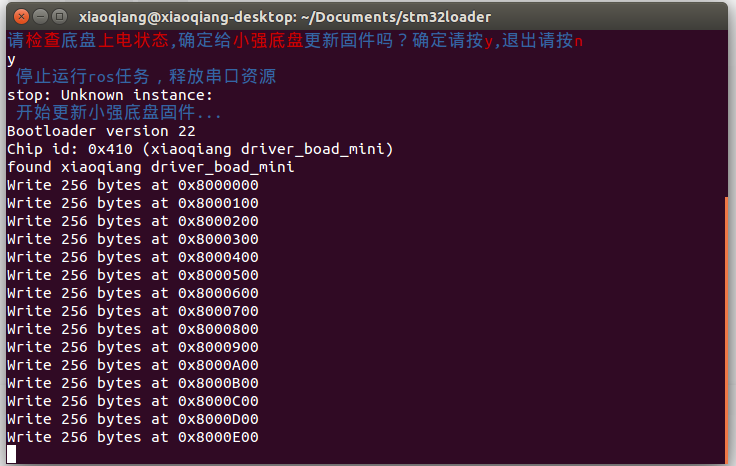 xiaoqiang@xiaoqiang-desktop: ~/Documents/stm32loader
请检查底盘上电状态,确定给小强底盘更新固件吗？确定请按y,退出请按n
y
停止运行ros任务，释放串口资源
stop: Unknown instance:
开始更新小强底盘固件...
Bootloader version 22
Chip id: 0x410 (xiaoqiang driver_boad_mini)
found xiaoqiang driver_boad_mini
Write 256 bytes at 0x8000000
Write 256 bytes at 0x8000100
Write 256 bytes at 0x8000200
Write 256 bytes at 0x8000300
Write 256 bytes at 0x8000400
Write 256 bytes at 0x8000500
Write 256 bytes at 0x8000600
Write 256 bytes at 0x8000700
Write 256 bytes at 0x8000800
Write 256 bytes at 0x8000900
Write 256 bytes at 0x8000A00
Write 256 bytes at 0x8000B00
Write 256 bytes at 0x8000C00
Write 256 bytes at 0x8000D00
Write 256 bytes at 0x8000E00